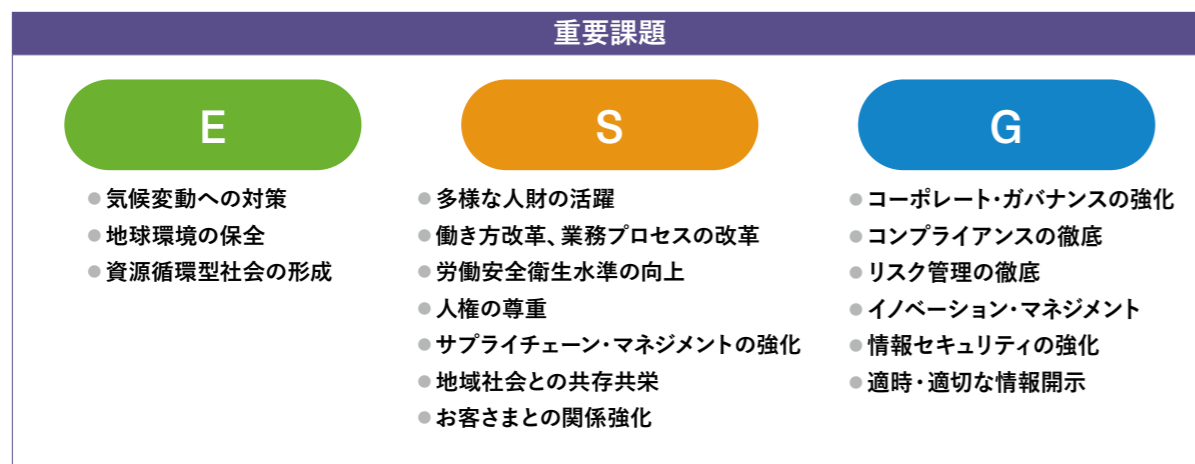 重要課題
E
●気候変動への対策
●地球環境の保全
●資源循環型社会の形成
S
●多様な人財の活躍
●働き方改革、業務プロセスの改革
●労働安全衛生水準の向上
●人権の尊重
●サプライチェーン・マネジメントの強化
●地域社会との共存共栄
●お客さまとの関係強化
G
●コーポレート・ガバナンスの強化
●コンプライアンスの徹底
●リスク管理の徹底
●イノベーション・マネジメント
●情報セキュリティの強化
●適時・適切な情報開示